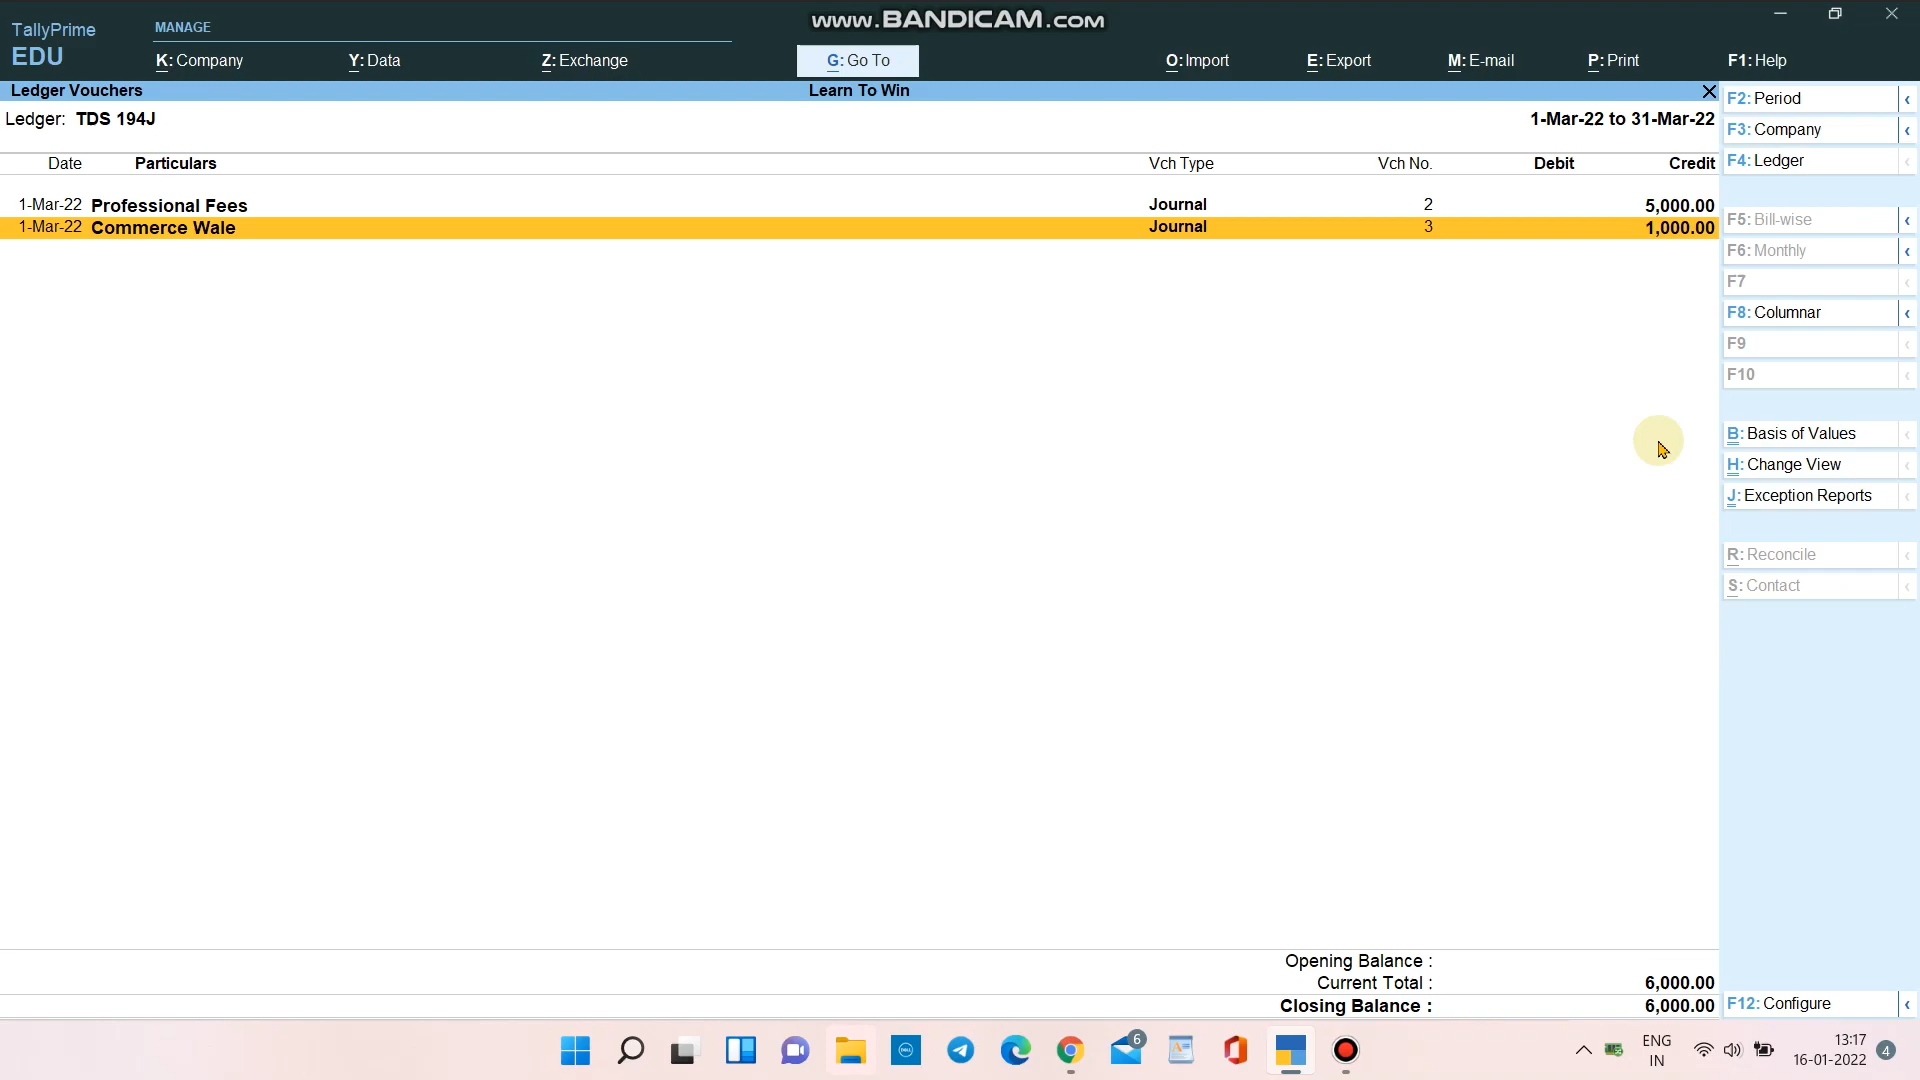 www.BANDICAM.com
TallyPrime
EDU
MANAGE
K: Company
Y: Data
Z: Exchange
G: Go To
O: Import
E: Export
M: E-mail
P: Print
F1: Help
Ledger Vouchers
Learn To Win
Ledger: TDS 194J
1-Mar-22 to 31-Mar-22
Date Particulars Vch Type Vch No. Debit Credit
1-Mar-22 Professional Fees Journal 2 5,000.00
1-Mar-22 Commerce Wale Journal 3 1,000.00
Opening Balance :
Current Total : 6,000.00
Closing Balance : 6,000.00
F2: Period
F3: Company
F4: Ledger
F5: Bill-wise
F6: Monthly
F7
F8: Columnar
F9
F10
B: Basis of Values
H: Change View
J: Exception Reports
R: Reconcile
S: Contact
F12: Configure
6
ENG
IN
13:17
16-01-2022
4